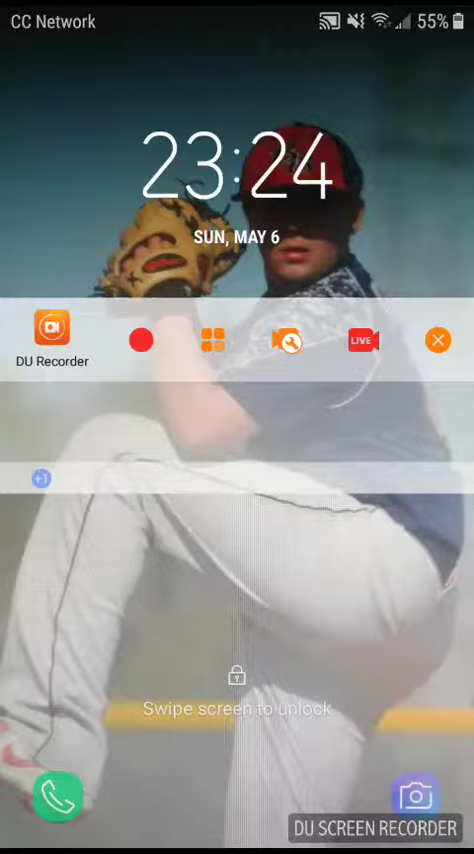 CC Network
55%
23:24
SUN, MAY 6
LIVE
DU Recorder
+1
Swipe screen to unlock
DU SCREEN RECORDER